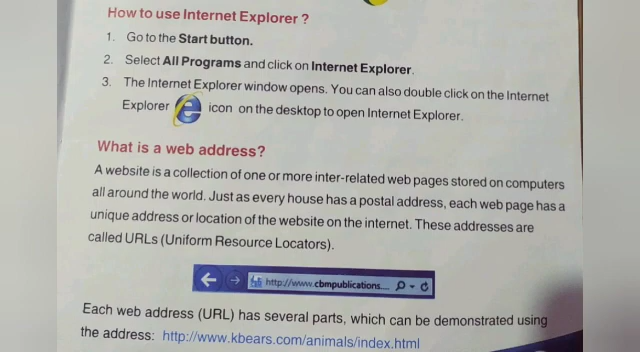 How to use Internet Explorer ?
1. Go to the Start button.
2. Select All Programs and click on Internet Explorer.
3. The Internet Explorer window opens. You can also double click on the Internet
Explorer icon on the desktop to open Internet Explorer.
What is a web address?
A website is a collection of one or more inter-related web pages stored on computers
all around the world. Just as every house has a postal address, each web page has a
unique address or location of the website on the internet. These addresses are
called URLs (Uniform Resource Locators).
http://www.cbmpublications....
Each web address (URL) has several parts, which can be demonstrated using
the address: http://www.kbears.com/animals/index.html